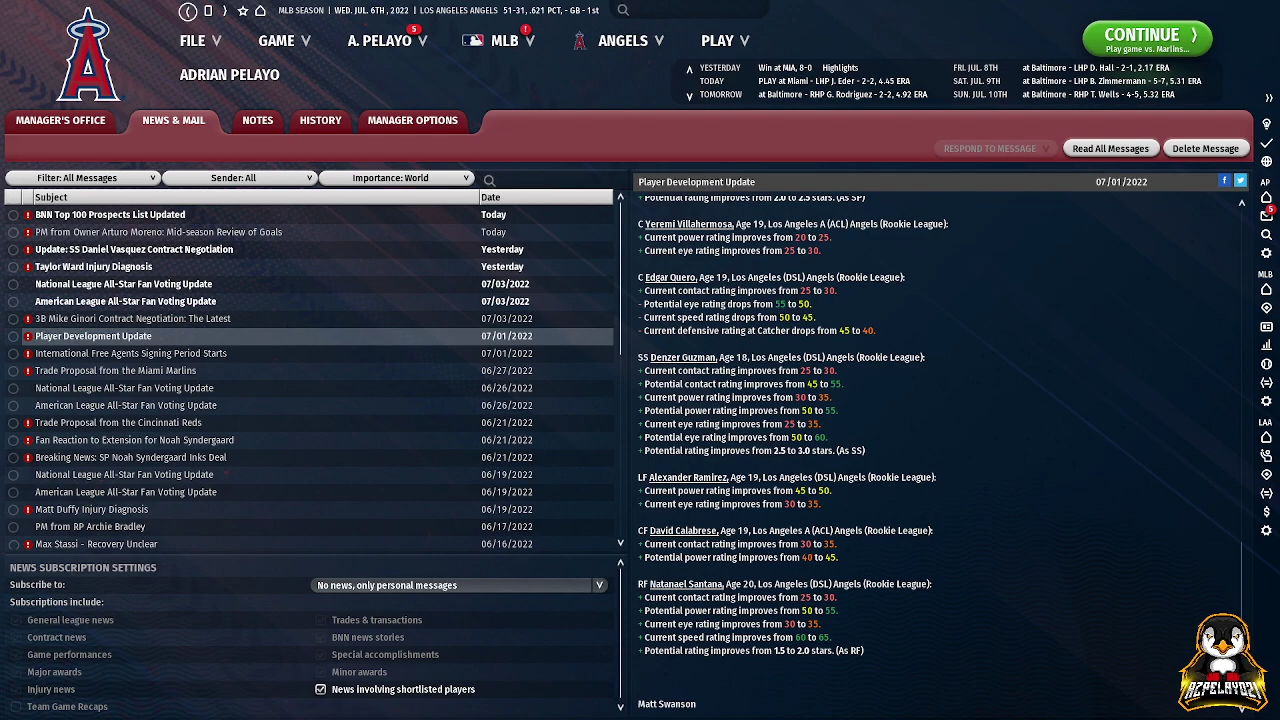 MLB SEASON | WED. JUL. 6TH , 2022 | LOS ANGELES ANGELS 51-31, .621 PCT, - GB - 1st
FILE GAME A. PELAYO 5 MLB ! ANGELS PLAY
CONTINUE
Play game vs. Marlins...
ADRIAN PELAYO
YESTERDAY Win at MIA, 8-0 Highlights FRI. JUL. 8TH at Baltimore - LHP D. Hall - 2-1, 2.17 ERA
TODAY PLAY at Miami - LHP J. Eder - 2-2, 4.45 ERA SAT. JUL. 9TH at Baltimore - LHP B. Zimmermann - 5-7, 5.31 ERA
TOMORROW at Baltimore - RHP G. Rodriguez - 2-2, 4.92 ERA SUN. JUL. 10TH at Baltimore - RHP T. Wells - 4-5, 5.32 ERA
MANAGER'S OFFICE NEWS & MAIL NOTES HISTORY MANAGER OPTIONS
RESPOND TO MESSAGE Read All Messages Delete Message
Filter: All Messages Sender: All Importance: World
Subject Date
BNN Top 100 Prospects List Updated Today
PM from Owner Arturo Moreno: Mid-season Review of Goals Today
Update: SS Daniel Vasquez Contract Negotiation Yesterday
Taylor Ward Injury Diagnosis Yesterday
National League All-Star Fan Voting Update 07/03/2022
American League All-Star Fan Voting Update 07/03/2022
3B Mike Ginori Contract Negotiation: The Latest 07/03/2022
Player Development Update 07/01/2022
International Free Agents Signing Period Starts 07/01/2022
Trade Proposal from the Miami Marlins 06/27/2022
National League All-Star Fan Voting Update 06/26/2022
American League All-Star Fan Voting Update 06/26/2022
Trade Proposal from the Cincinnati Reds 06/21/2022
Fan Reaction to Extension for Noah Syndergaard 06/21/2022
Breaking News: SP Noah Syndergaard Inks Deal 06/21/2022
National League All-Star Fan Voting Update 06/19/2022
American League All-Star Fan Voting Update 06/19/2022
Matt Duffy Injury Diagnosis 06/19/2022
PM from RP Archie Bradley 06/17/2022
Max Stassi - Recovery Unclear 06/16/2022
NEWS SUBSCRIPTION SETTINGS
Subscribe to: No news, only personal messages
Subscriptions include:
General league news Trades & transactions
Contract news BNN news stories
Game performances Special accomplishments
Major awards Minor awards
Injury news News involving shortlisted players
Team Game Recaps
Player Development Update 07/01/2022
+ Potential rating improves from 2.0 to 2.5 stars. (As SP)
C Yeremi Villahermosa, Age 19, Los Angeles A (ACL) Angels (Rookie League):
+ Current power rating improves from 20 to 25.
+ Current eye rating improves from 25 to 30.
C Edgar Quero, Age 19, Los Angeles (DSL) Angels (Rookie League):
+ Current contact rating improves from 25 to 30.
- Potential eye rating drops from 55 to 50.
- Current speed rating drops from 50 to 45.
- Current defensive rating at Catcher drops from 45 to 40.
SS Denzer Guzman, Age 18, Los Angeles (DSL) Angels (Rookie League):
+ Current contact rating improves from 25 to 30.
+ Potential contact rating improves from 45 to 55.
+ Current power rating improves from 30 to 35.
+ Potential power rating improves from 50 to 55.
+ Current eye rating improves from 25 to 35.
+ Potential eye rating improves from 50 to 60.
+ Potential rating improves from 2.5 to 3.0 stars. (As SS)
LF Alexander Ramirez, Age 19, Los Angeles (DSL) Angels (Rookie League):
+ Current power rating improves from 45 to 50.
+ Current eye rating improves from 30 to 35.
CF David Calabrese, Age 19, Los Angeles A (ACL) Angels (Rookie League):
+ Current contact rating improves from 30 to 35.
+ Potential power rating improves from 40 to 45.
RF Natanael Santana, Age 20, Los Angeles (DSL) Angels (Rookie League):
+ Current contact rating improves from 25 to 30.
+ Potential power rating improves from 50 to 55.
+ Current eye rating improves from 30 to 35.
+ Current speed rating improves from 60 to 65.
+ Potential rating improves from 1.5 to 2.0 stars. (As RF)
Matt Swanson
AP
5
MLB
LAA
ACPELAYO21